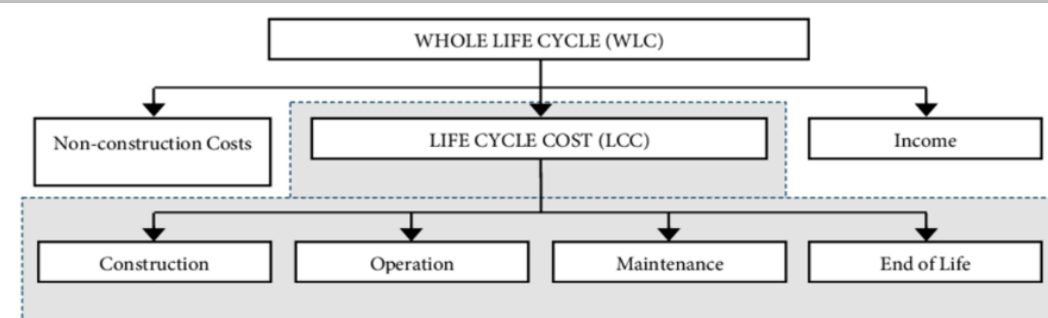 WHOLE LIFE CYCLE (WLC)
Non-construction Costs
LIFE CYCLE COST (LCC)
Income
Construction
Operation
Maintenance
End of Life